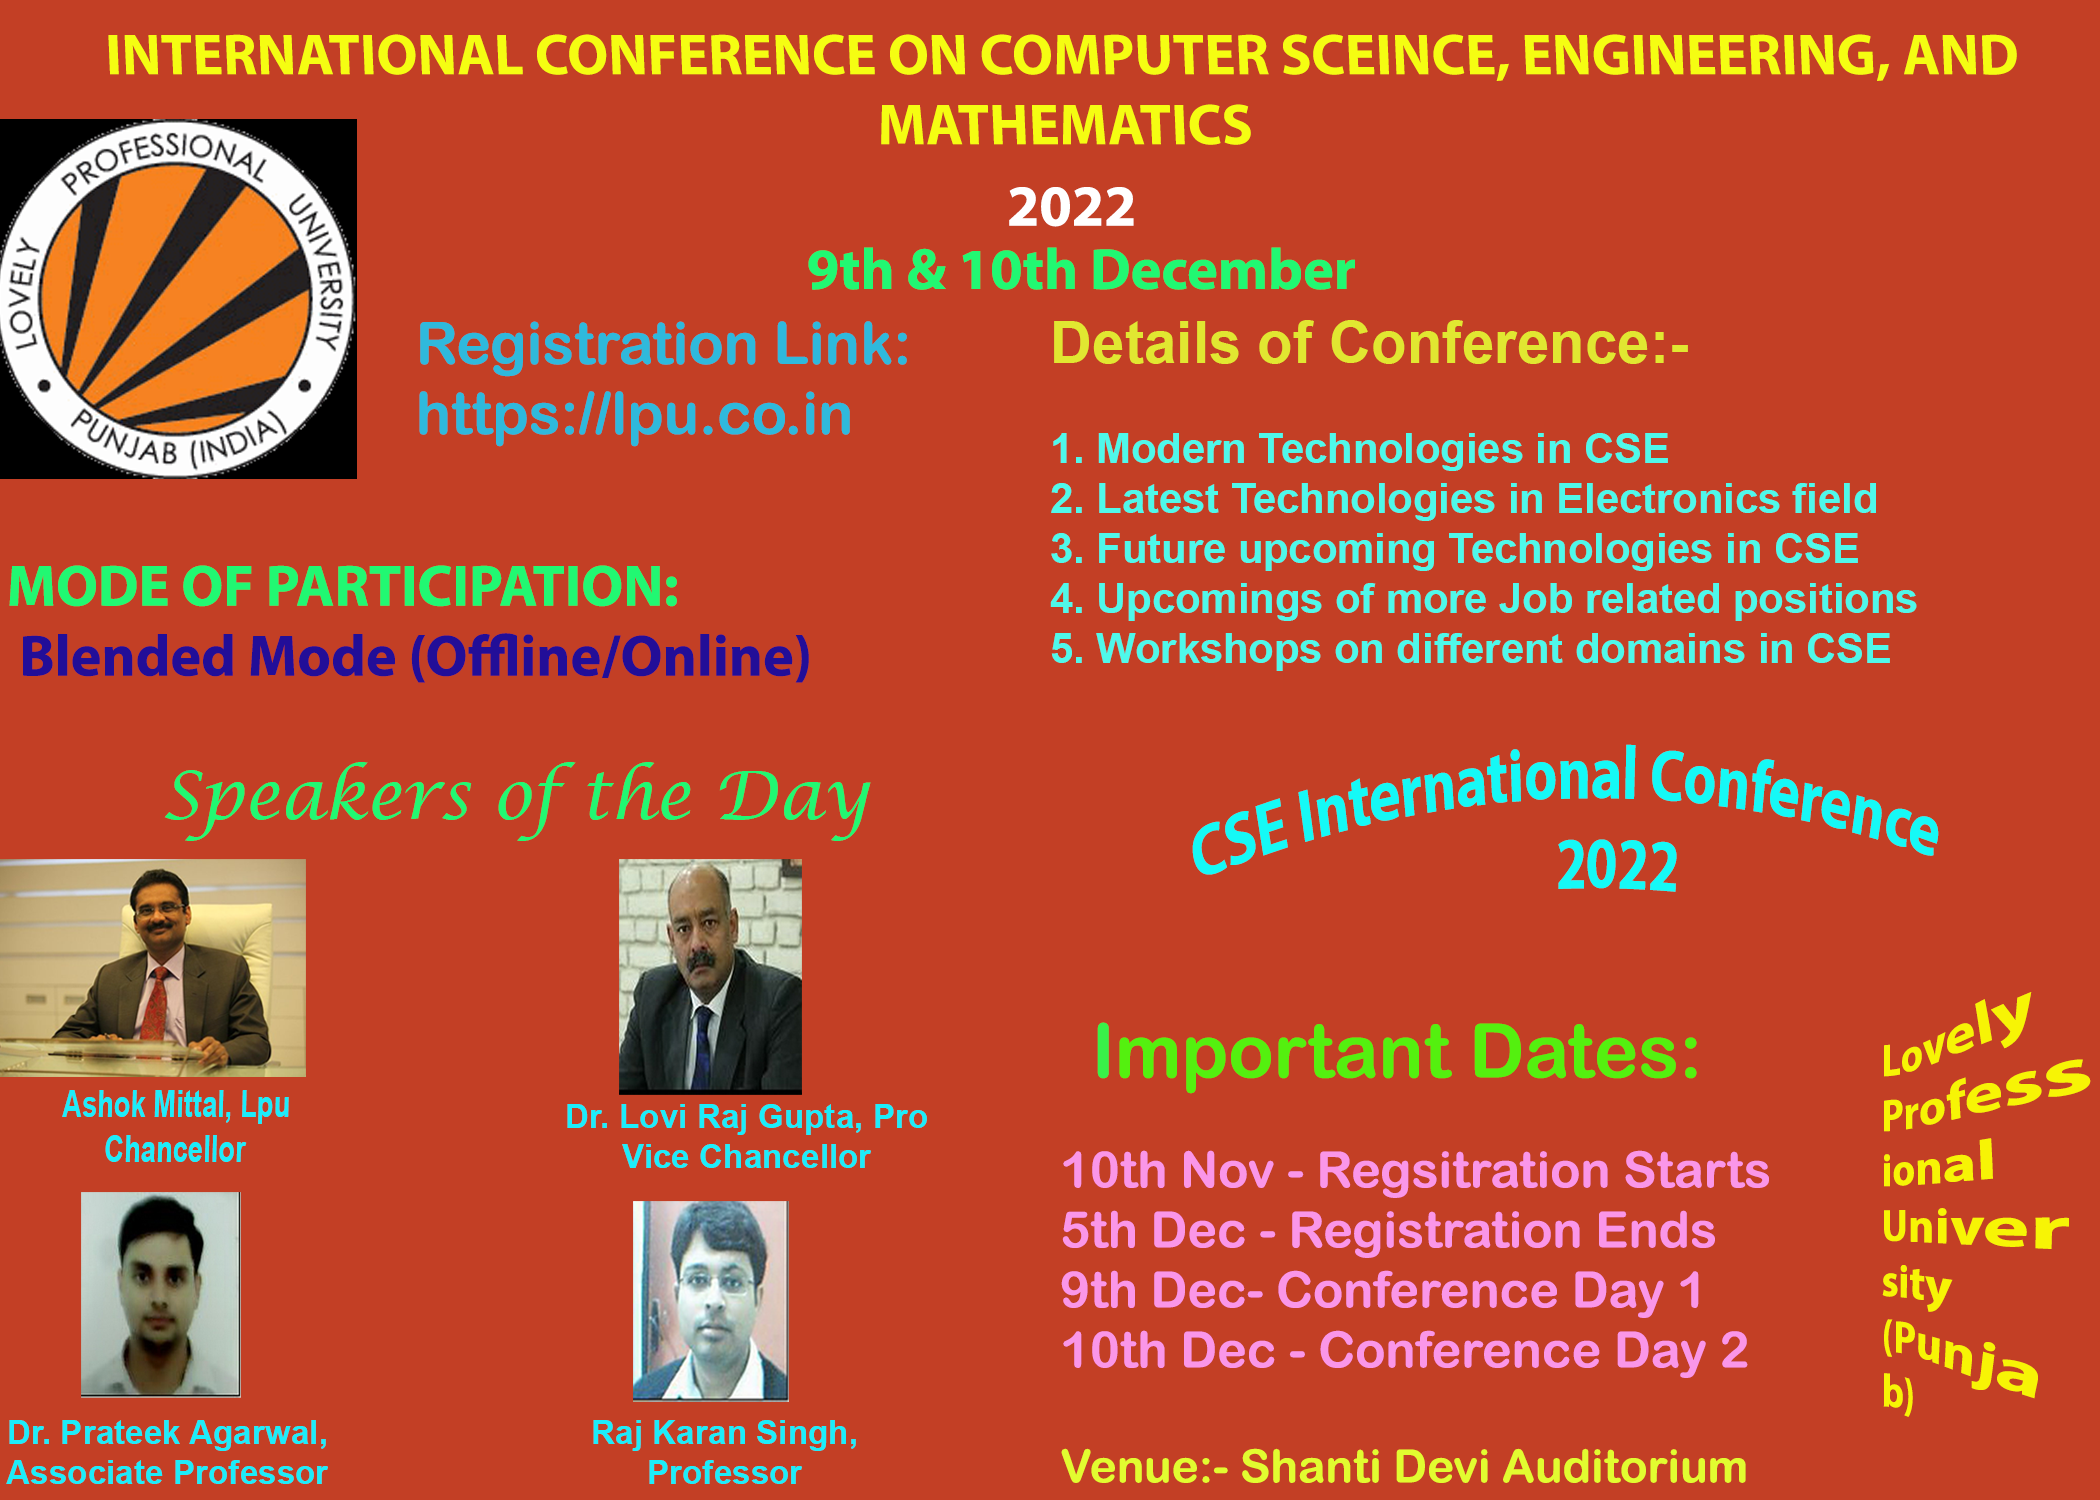 INTERNATIONAL CONFERENCE ON COMPUTER SCEINCE, ENGINEERING, AND
MATHEMATICS
2022
9th & 10th December
LOVELY PROFESSIONAL UNIVERSITY
PUNJAB (INDIA)
Registration Link:
https://lpu.co.in
Details of Conference:-
1. Modern Technologies in CSE
2. Latest Technologies in Electronics field
3. Future upcoming Technologies in CSE
4. Upcomings of more Job related positions
5. Workshops on different domains in CSE
MODE OF PARTICIPATION:
Blended Mode (Offline/Online)
Speakers of the Day
Ashok Mittal, Lpu
Chancellor
Dr. Lovi Raj Gupta, Pro
Vice Chancellor
Dr. Prateek Agarwal,
Associate Professor
Raj Karan Singh,
Professor
CSE International Conference
2022
Important Dates:
10th Nov - Regsitration Starts
5th Dec - Registration Ends
9th Dec- Conference Day 1
10th Dec - Conference Day 2
Venue:- Shanti Devi Auditorium
Lovely
Profess
ional
Univer
sity
(Punja
b)